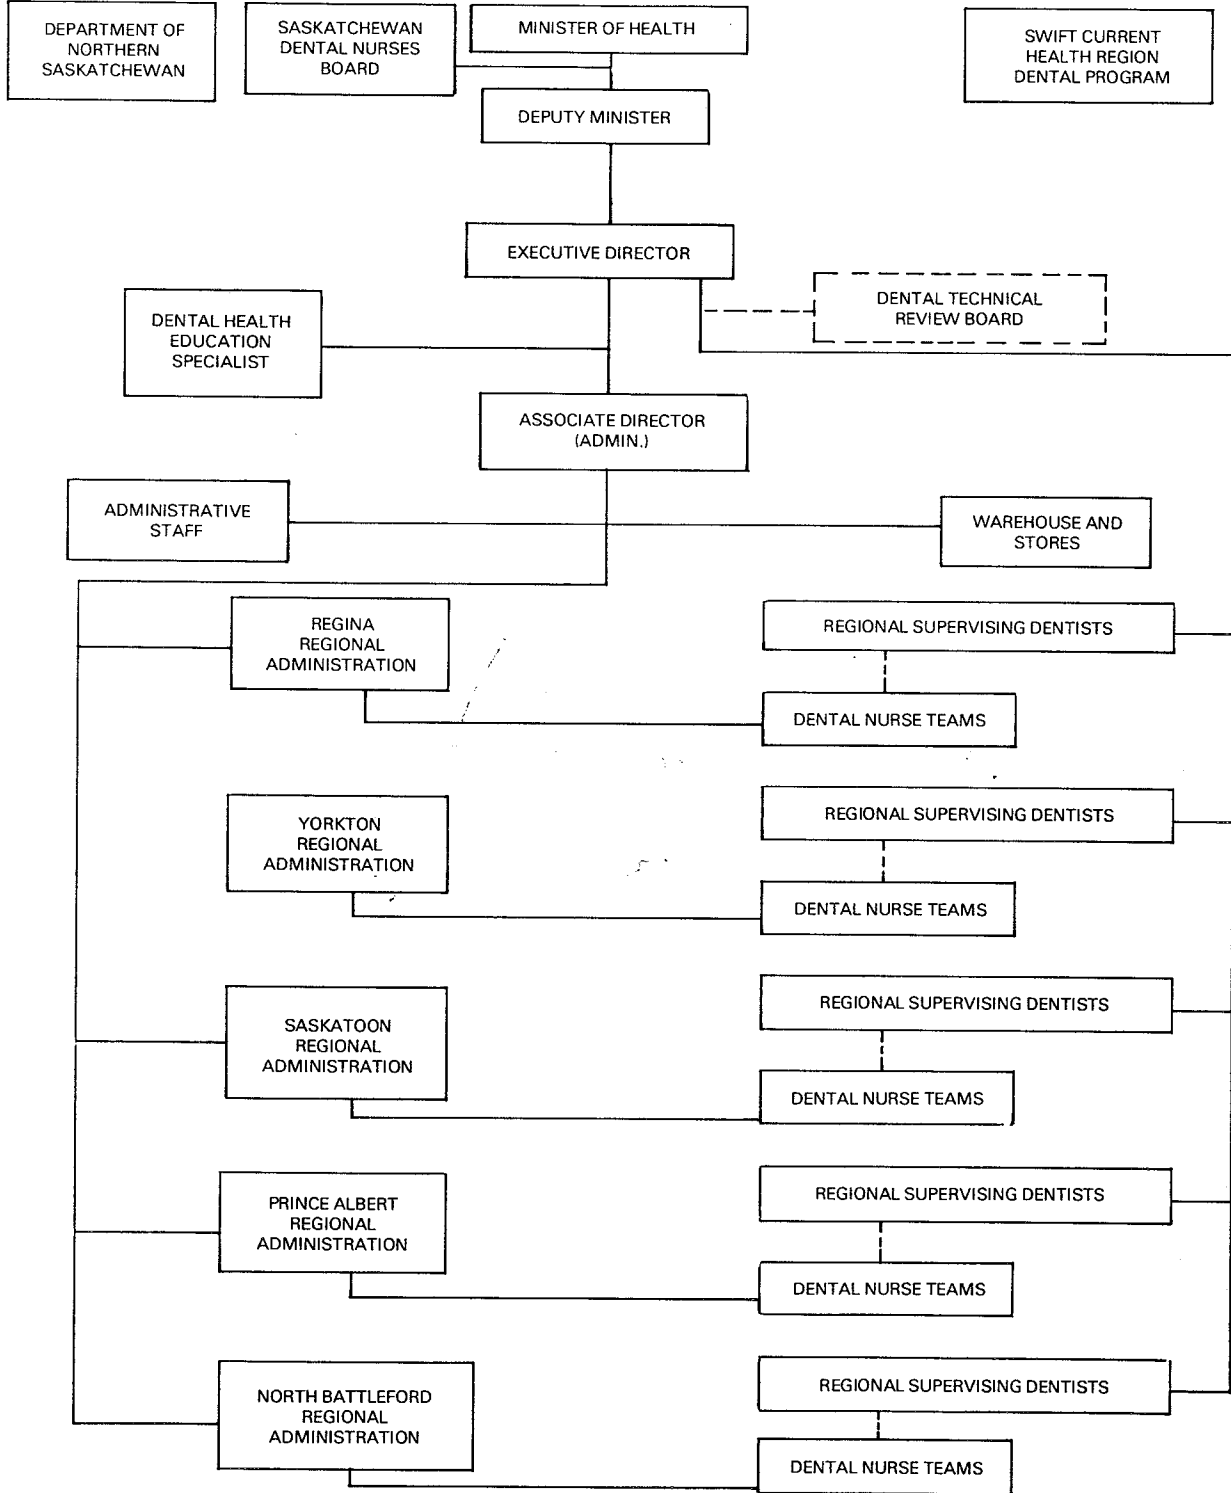 DEPARTMENT OF
NORTHERN
SASKATCHEWAN
SASKATCHEWAN
DENTAL NURSES
BOARD
MINISTER OF HEALTH
SWIFT CURRENT
HEALTH REGION
DENTAL PROGRAM
DEPUTY MINISTER
EXECUTIVE DIRECTOR
DENTAL TECHNICAL
REVIEW BOARD
DENTAL HEALTH
EDUCATION
SPECIALIST
ASSOCIATE DIRECTOR
(ADMIN.)
ADMINISTRATIVE
STAFF
WAREHOUSE AND
STORES
REGINA
REGIONAL
ADMINISTRATION
REGIONAL SUPERVISING DENTISTS
DENTAL NURSE TEAMS
YORKTON
REGIONAL
ADMINISTRATION
REGIONAL SUPERVISING DENTISTS
DENTAL NURSE TEAMS
SASKATOON
REGIONAL
ADMINISTRATION
REGIONAL SUPERVISING DENTISTS
DENTAL NURSE TEAMS
PRINCE ALBERT
REGIONAL
ADMINISTRATION
REGIONAL SUPERVISING DENTISTS
DENTAL NURSE TEAMS
NORTH BATTLEFORD
REGIONAL
ADMINISTRATION
REGIONAL SUPERVISING DENTISTS
DENTAL NURSE TEAMS